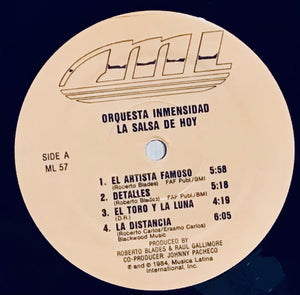 AML
ORQUESTA INMENSIDAD
LA SALSA DE HOY
SIDE A
ML 57
1. EL ARTISTA FAMOSO 5:58
(Roberto Blades) FAF Publ/BMI
2. DETALLES 5:18
(Roberto Blades) FAF Publ/BMI
3. EL TORO Y LA LUNA 4:19
(D.R.)
4. LA DISTANCIA 6:05
(Roberto Carlos/Erasmo Carlos)
Blackwood Music
PRODUCED BY
ROBERTO BLADES & RAUL GALLIMORE
CO-PRODUCER: JOHNNY PACHECO
℗ and © 1984, Musica Latina
International, Inc.